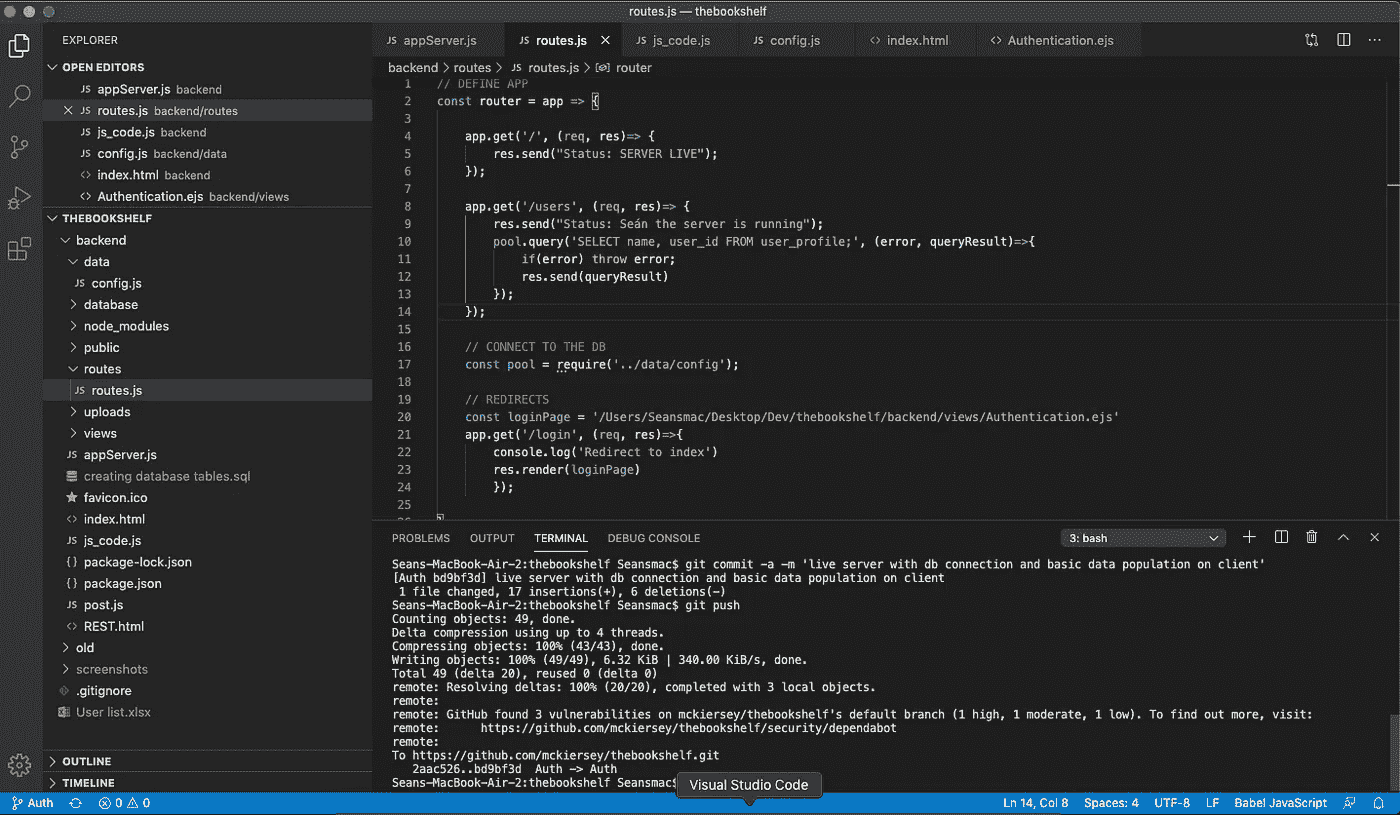 routes.js — thebookshelf
EXPLORER
OPEN EDITORS
JS appServer.js backend
JS routes.js backend/routes
JS js_code.js backend
JS config.js backend/data
<> index.html backend
<> Authentication.ejs backend/views
THEBOOKSHELF
backend
data
JS config.js
database
node_modules
public
routes
JS routes.js
uploads
views
JS appServer.js
creating database tables.sql
favicon.ico
<> index.html
JS js_code.js
{} package-lock.json
{} package.json
JS post.js
<> REST.html
old
screenshots
.gitignore
User list.xlsx
OUTLINE
TIMELINE
JS appServer.js JS routes.js JS js_code.js JS config.js <> index.html <> Authentication.ejs
backend > routes > JS routes.js > router
1 // DEFINE APP
2 const router = app => {
3
4 app.get('/', (req, res)=> {
5 res.send("Status: SERVER LIVE");
6 });
7
8 app.get('/users', (req, res)=> {
9 res.send("Status: Seán the server is running");
10 pool.query('SELECT name, user_id FROM user_profile;', (error, queryResult)=>{
11 if(error) throw error;
12 res.send(queryResult)
13 });
14 });
15
16 // CONNECT TO THE DB
17 const pool = require('../data/config');
18
19 // REDIRECTS
20 const loginPage = '/Users/Seansmac/Desktop/Dev/thebookshelf/backend/views/Authentication.ejs'
21 app.get('/login', (req, res)=>{
22 console.log('Redirect to index')
23 res.render(loginPage)
24 });
25
26 }
PROBLEMS OUTPUT TERMINAL DEBUG CONSOLE 3: bash
Seans-MacBook-Air-2:thebookshelf Seansmac$ git commit -a -m 'live server with db connection and basic data population on client'
[Auth bd9bf3d] live server with db connection and basic data population on client
1 file changed, 17 insertions(+), 6 deletions(-)
Seans-MacBook-Air-2:thebookshelf Seansmac$ git push
Counting objects: 49, done.
Delta compression using up to 4 threads.
Compressing objects: 100% (43/43), done.
Writing objects: 100% (49/49), 6.32 KiB | 340.00 KiB/s, done.
Total 49 (delta 20), reused 0 (delta 0)
remote: Resolving deltas: 100% (20/20), completed with 3 local objects.
remote:
remote: GitHub found 3 vulnerabilities on mckiersey/thebookshelf's default branch (1 high, 1 moderate, 1 low). To find out more, visit:
remote: https://github.com/mckiersey/thebookshelf/security/dependabot
remote:
To https://github.com/mckiersey/thebookshelf.git
2aac526..bd9bf3d Auth -> Auth
Seans-MacBook-Air-2:thebookshelf Seansmac$
Visual Studio Code
Auth 0 0 Ln 14, Col 8 Spaces: 4 UTF-8 LF Babel JavaScript